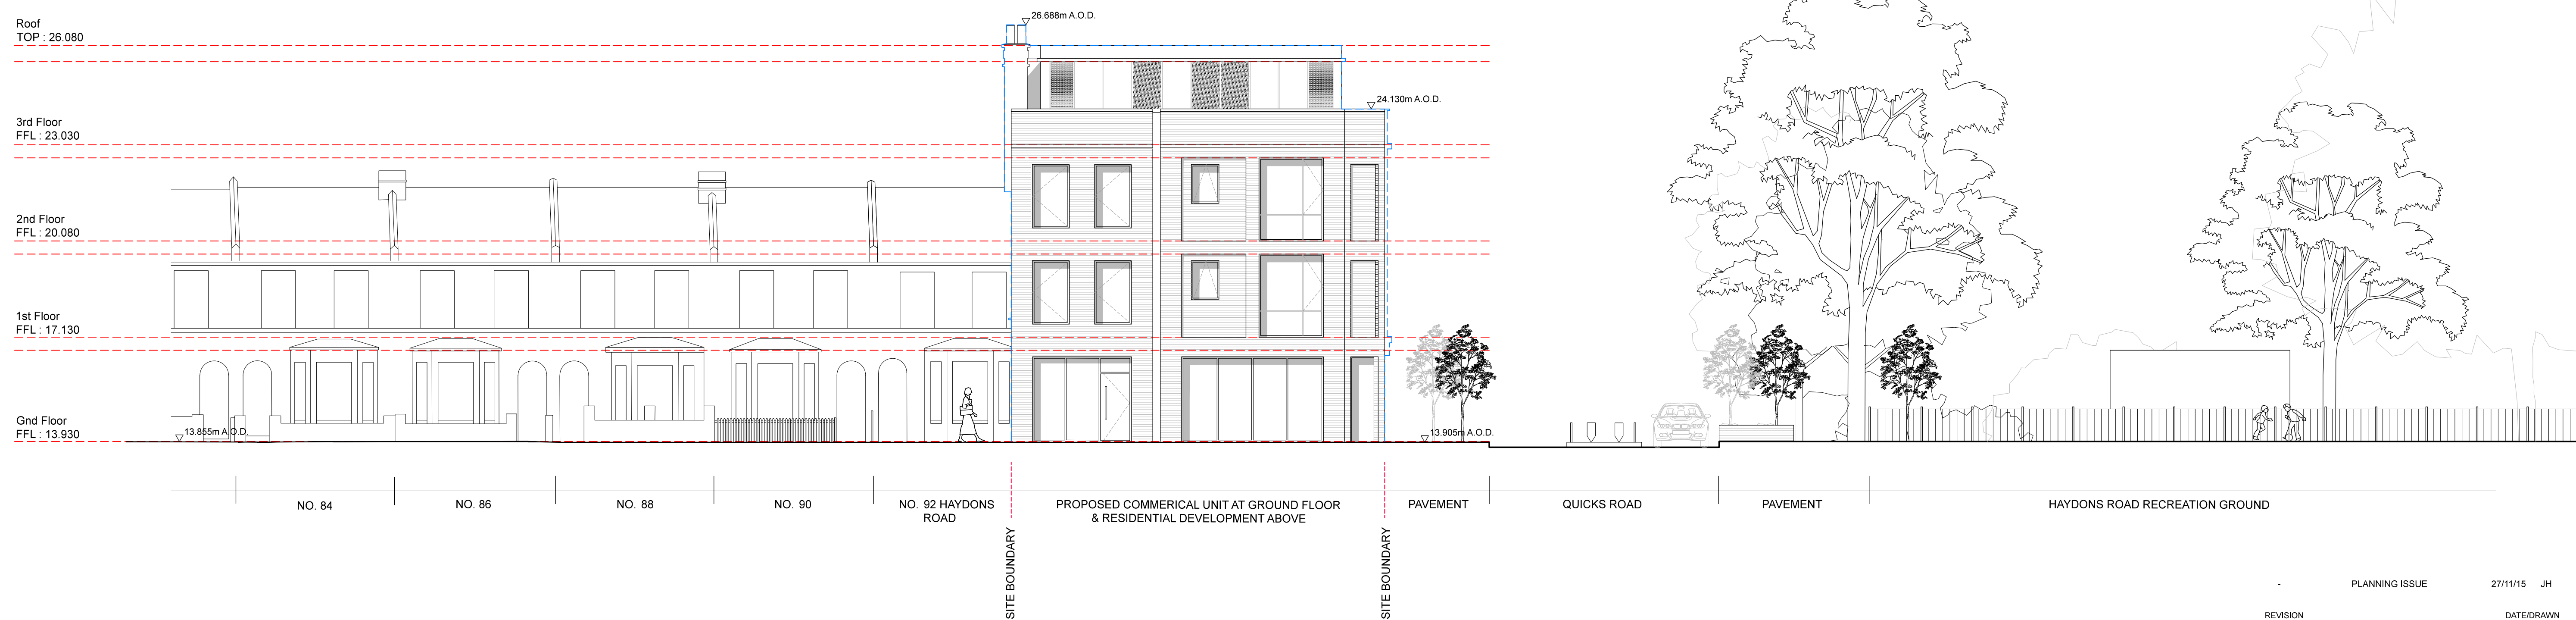 Roof
TOP : 26.080
26.688m A.O.D.
24.130m A.O.D.
3rd Floor
FFL : 23.030
2nd Floor
FFL : 20.080
1st Floor
FFL : 17.130
Gnd Floor
FFL : 13.930
13.855m A.O.D.
13.905m A.O.D.
NO. 84
NO. 86
NO. 88
NO. 90
NO. 92 HAYDONS
ROAD
PROPOSED COMMERICAL UNIT AT GROUND FLOOR
& RESIDENTIAL DEVELOPMENT ABOVE
PAVEMENT
QUICKS ROAD
PAVEMENT
HAYDONS ROAD RECREATION GROUND
SITE BOUNDARY
SITE BOUNDARY
- PLANNING ISSUE 27/11/15 JH
REVISION DATE/DRAWN